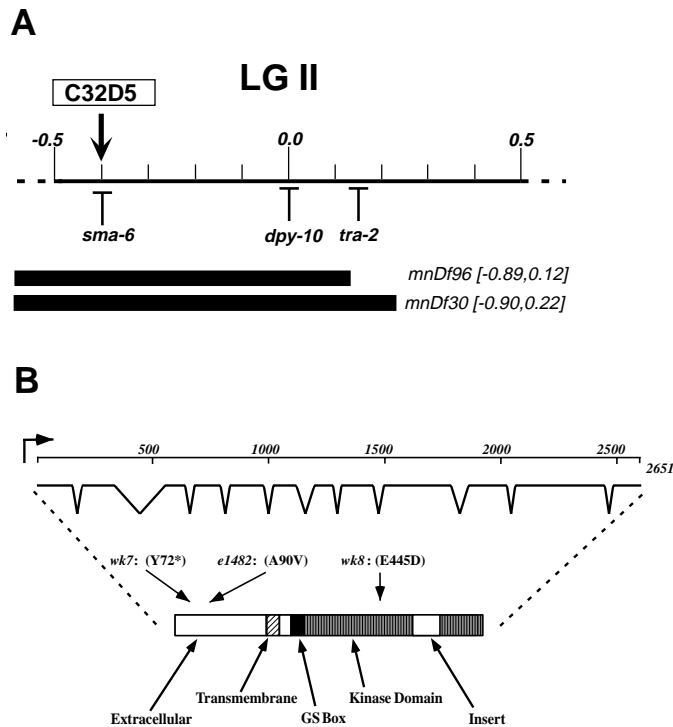 A
LG II
C32D5
-0.5 0.0 0.5
sma-6 dpy-10 tra-2
mnDf96 [-0.89,0.12]
mnDf30 [-0.90,0.22]
B
500 1000 1500 2000 2500
2651
wk7: (Y72*) e1482: (A90V) wk8: (E445D)
Transmembrane Kinase Domain
Extracellular GS Box Insert